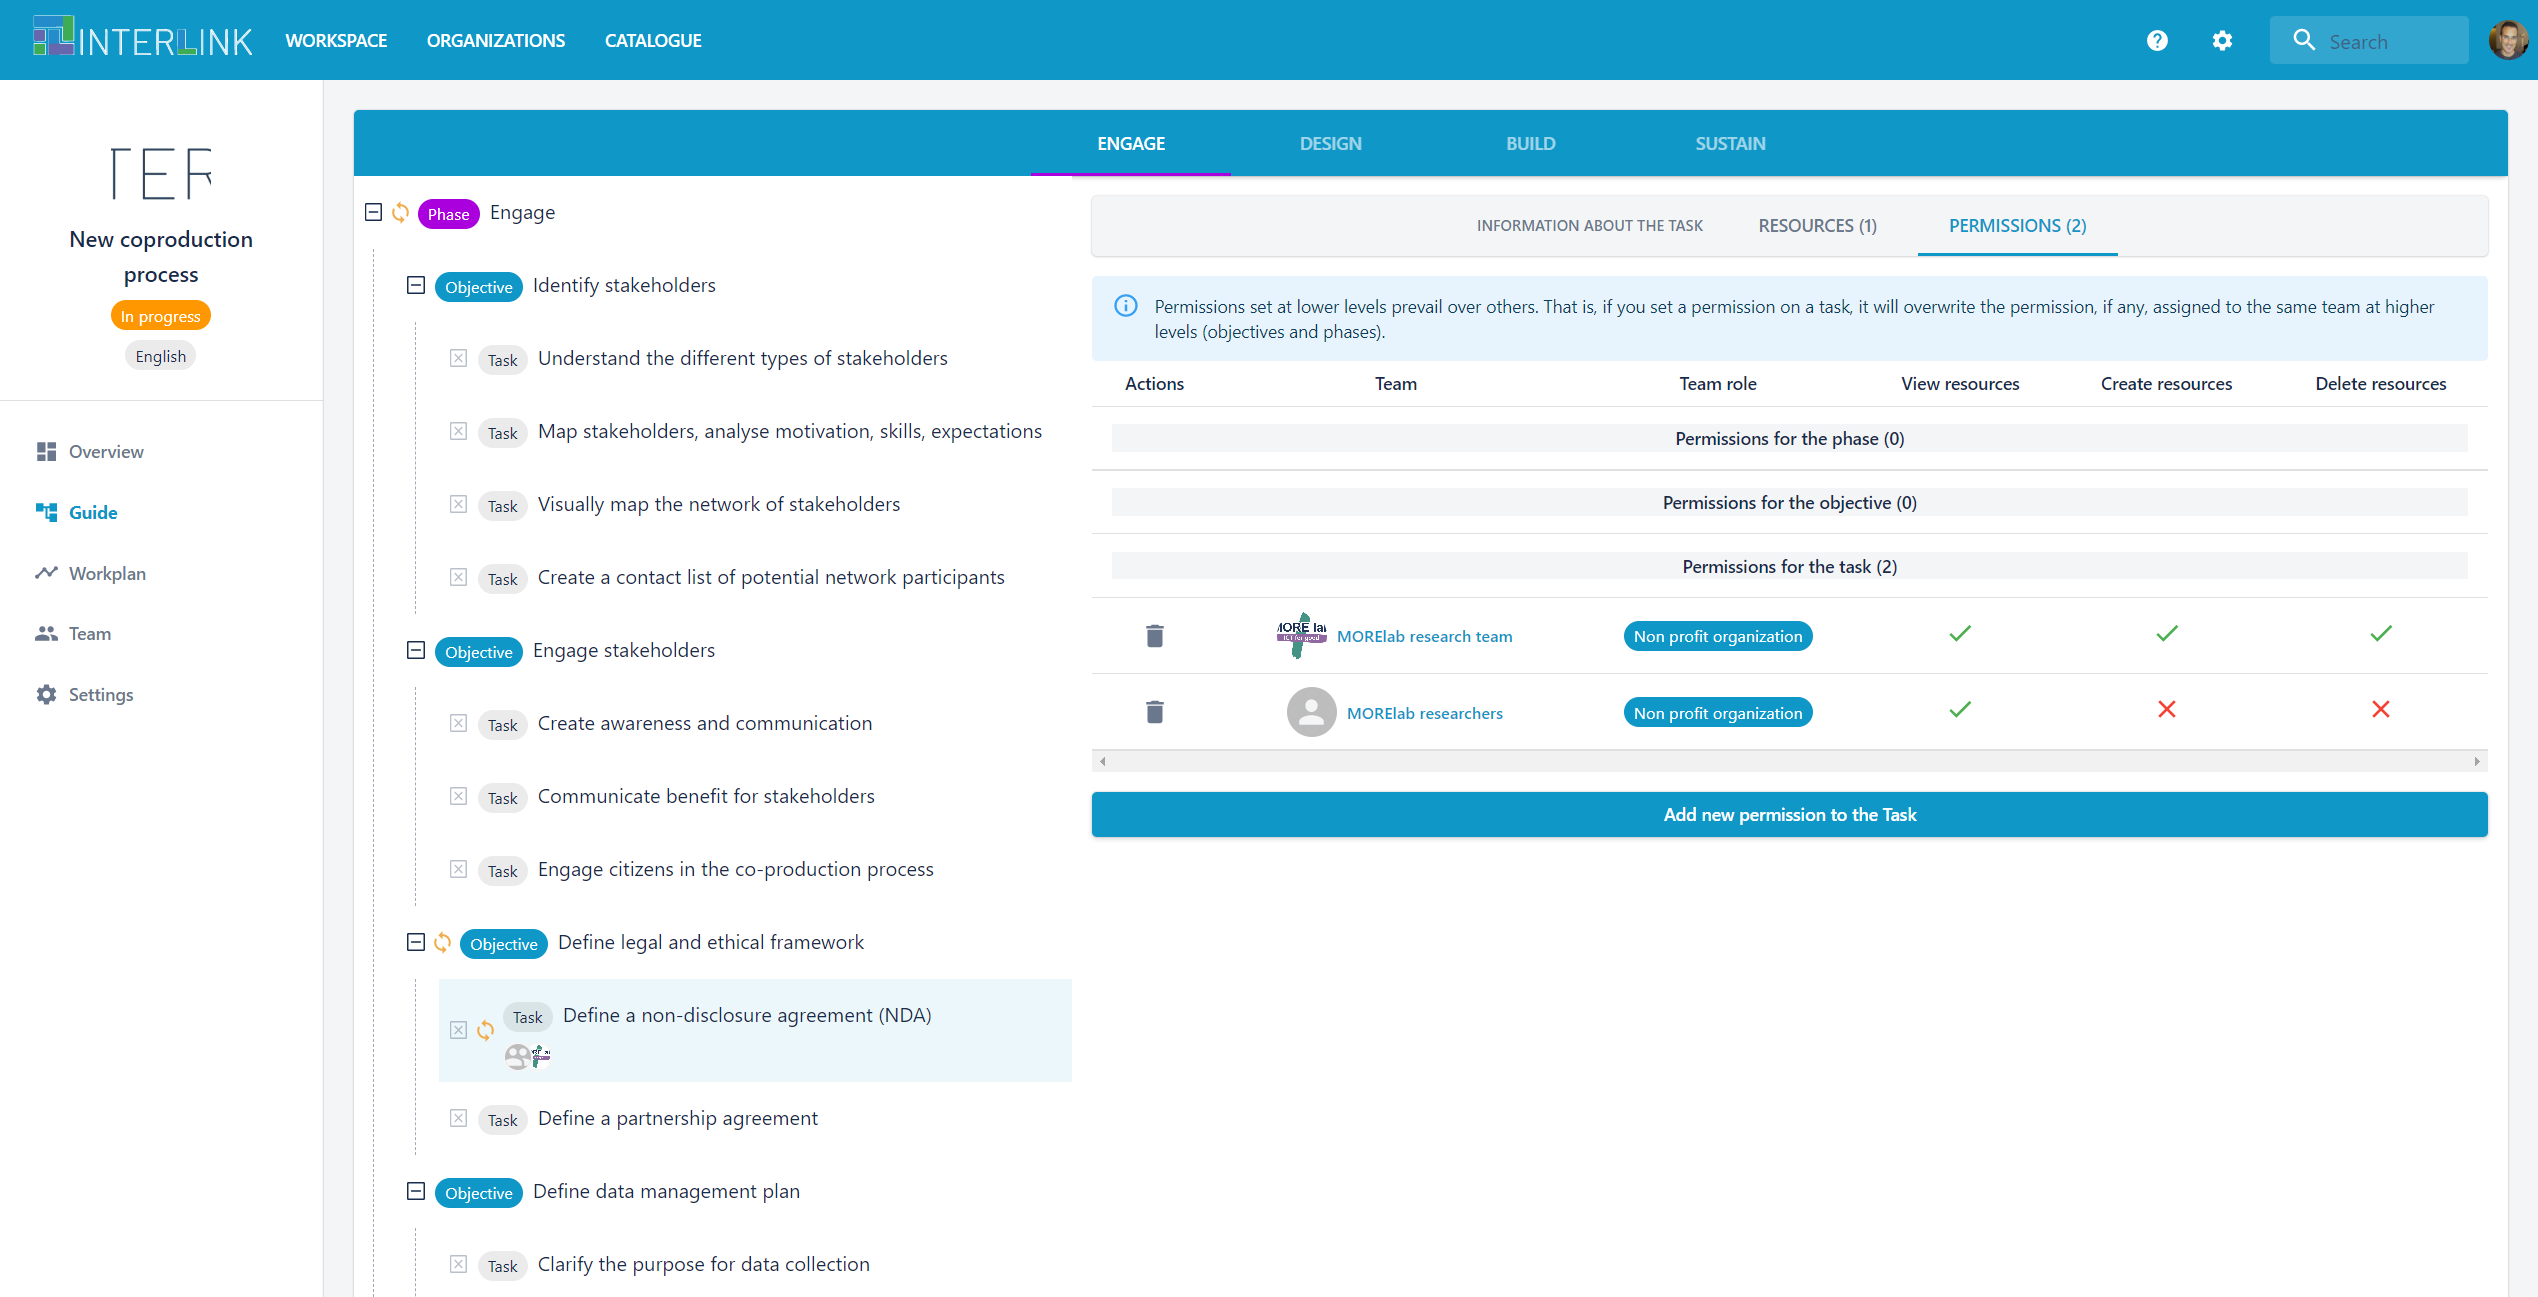 INTERLINK
WORKSPACE
ORGANIZATIONS
CATALOGUE
Search
TER
New coproduction
process
In progress
English
Overview
Guide
Workplan
Team
Settings
ENGAGE
DESIGN
BUILD
SUSTAIN
Phase Engage
Objective Identify stakeholders
Task Understand the different types of stakeholders
Task Map stakeholders, analyse motivation, skills, expectations
Task Visually map the network of stakeholders
Task Create a contact list of potential network participants
Objective Engage stakeholders
Task Create awareness and communication
Task Communicate benefit for stakeholders
Task Engage citizens in the co-production process
Objective Define legal and ethical framework
Task Define a non-disclosure agreement (NDA)
Task Define a partnership agreement
Objective Define data management plan
Task Clarify the purpose for data collection
INFORMATION ABOUT THE TASK
RESOURCES (1)
PERMISSIONS (2)
Permissions set at lower levels prevail over others. That is, if you set a permission on a task, it will overwrite the permission, if any, assigned to the same team at higher
levels (objectives and phases).
Actions Team Team role View resources Create resources Delete resources
Permissions for the phase (0)
Permissions for the objective (0)
Permissions for the task (2)
MORE la
ICT for good
MORElab research team Non profit organization
MORElab researchers Non profit organization
Add new permission to the Task